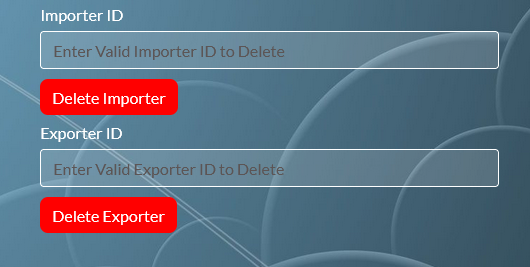 Importer ID
Enter Valid Importer ID to Delete
Delete Importer
Exporter ID
Enter Valid Exporter ID to Delete
Delete Exporter